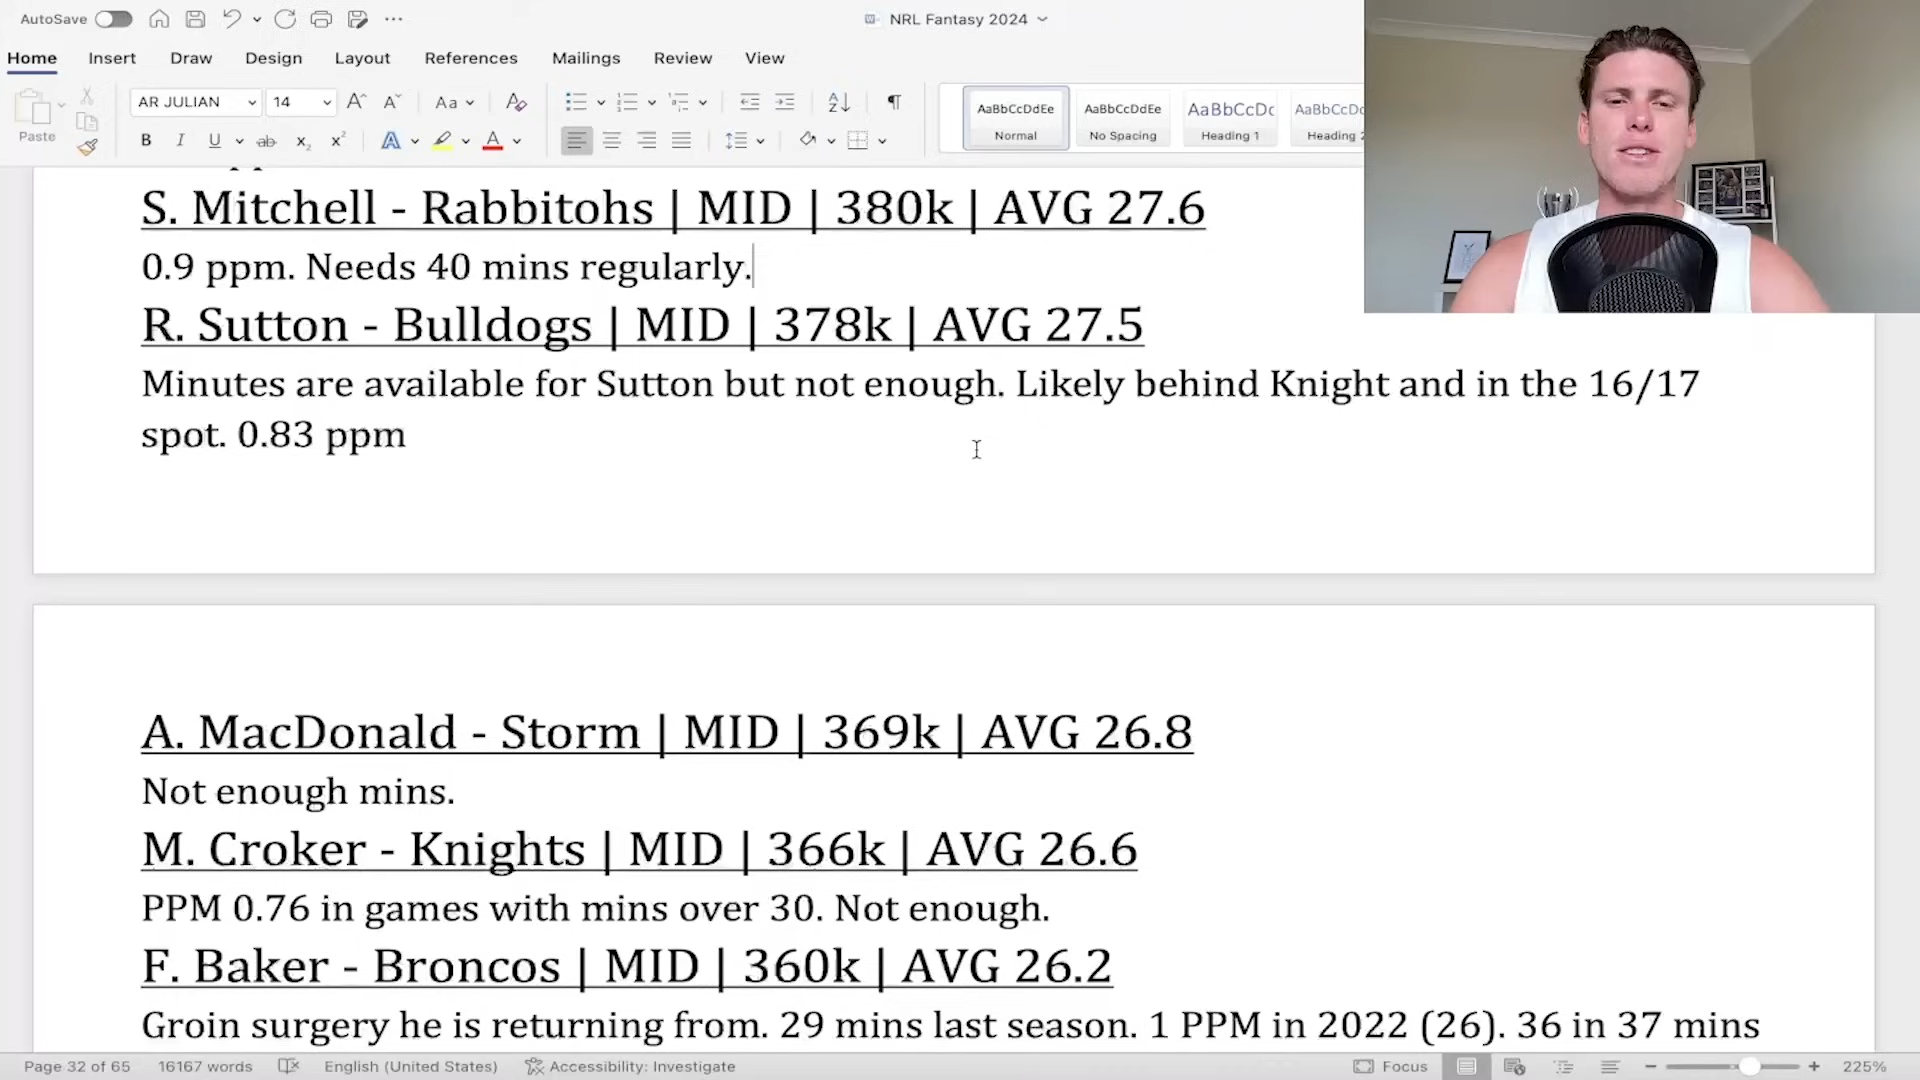 AutoSave
NRL Fantasy 2024
Home Insert Draw Design Layout References Mailings Review View
Paste
AR JULIAN 14
AaBbCcDdEe AaBbCcDdEe AaBbCcDc AaBbCcDc
Normal No Spacing Heading 1 Heading 2
S. Mitchell - Rabbitohs | MID | 380k | AVG 27.6
0.9 ppm. Needs 40 mins regularly.
R. Sutton - Bulldogs | MID | 378k | AVG 27.5
Minutes are available for Sutton but not enough. Likely behind Knight and in the 16/17
spot. 0.83 ppm
A. MacDonald - Storm | MID | 369k | AVG 26.8
Not enough mins.
M. Croker - Knights | MID | 366k | AVG 26.6
PPM 0.76 in games with mins over 30. Not enough.
F. Baker - Broncos | MID | 360k | AVG 26.2
Groin surgery he is returning from. 29 mins last season. 1 PPM in 2022 (26). 36 in 37 mins
Page 32 of 65 16167 words English (United States) Accessibility: Investigate Focus 225%